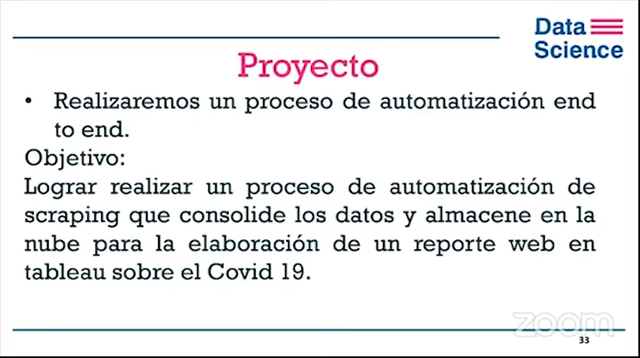 Data
Science
Proyecto
• Realizaremos un proceso de automatización end
to end.
Objetivo:
Lograr realizar un proceso de automatización de
scraping que consolide los datos y almacene en la
nube para la elaboración de un reporte web en
tableau sobre el Covid 19.
zoom
33